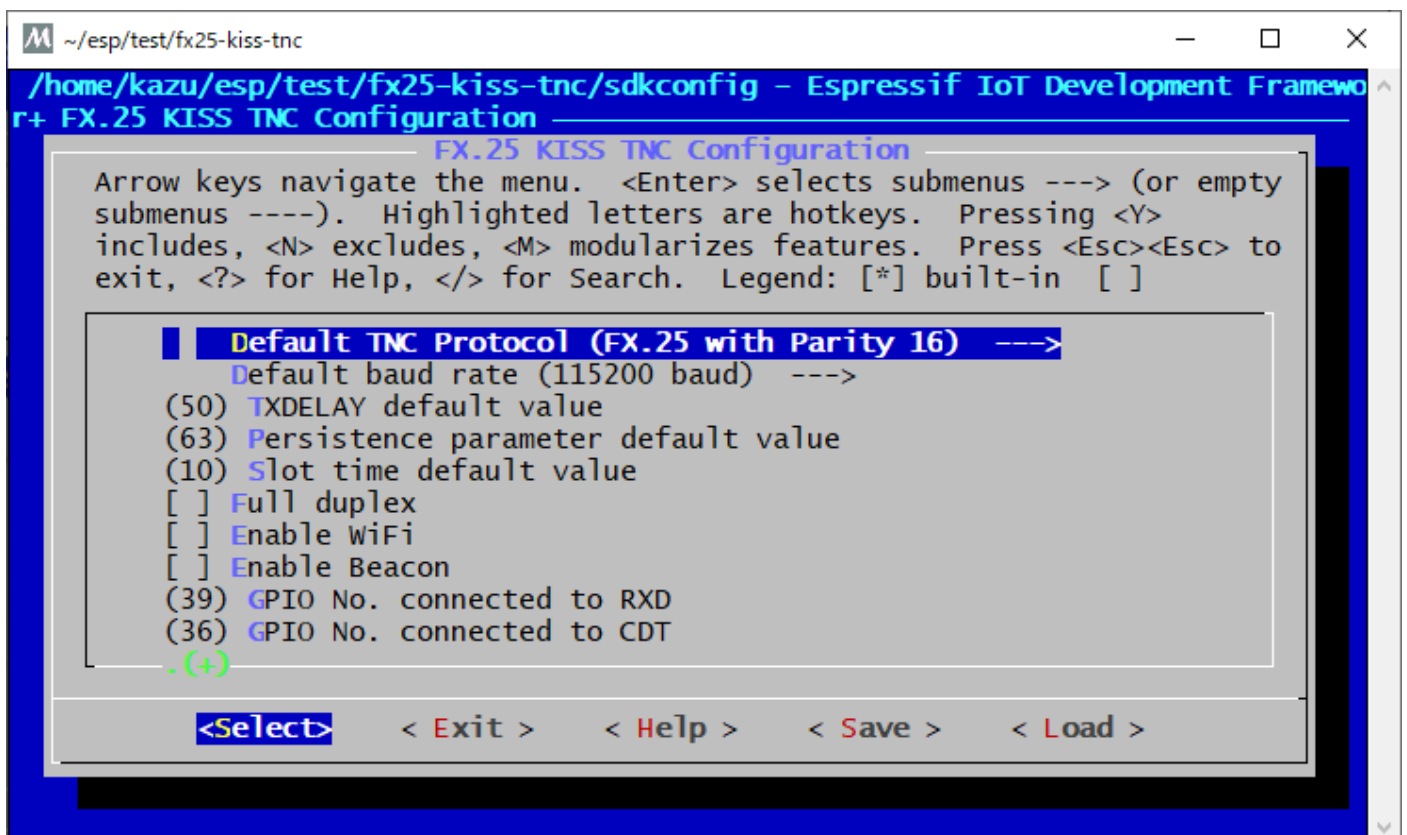 ~/esp/test/fx25-kiss-tnc
/home/kazu/esp/test/fx25-kiss-tnc/sdkconfig - Espressif IoT Development Framewo
r+ FX.25 KISS TNC Configuration
FX.25 KISS TNC Configuration
Arrow keys navigate the menu.  <Enter> selects submenus ---> (or empty
submenus ----).  Highlighted letters are hotkeys.  Pressing <Y>
includes, <N> excludes, <M> modularizes features.  Press <Esc><Esc> to
exit, <?> for Help, </> for Search.  Legend: [*] built-in  [ ]
Default TNC Protocol (FX.25 with Parity 16)  --->
Default baud rate (115200 baud)  --->
(50) TXDELAY default value
(63) Persistence parameter default value
(10) Slot time default value
[ ] Full duplex
[ ] Enable WiFi
[ ] Enable Beacon
(39) GPIO No. connected to RXD
(36) GPIO No. connected to CDT
.(+)
<Select>    < Exit >    < Help >    < Save >    < Load >